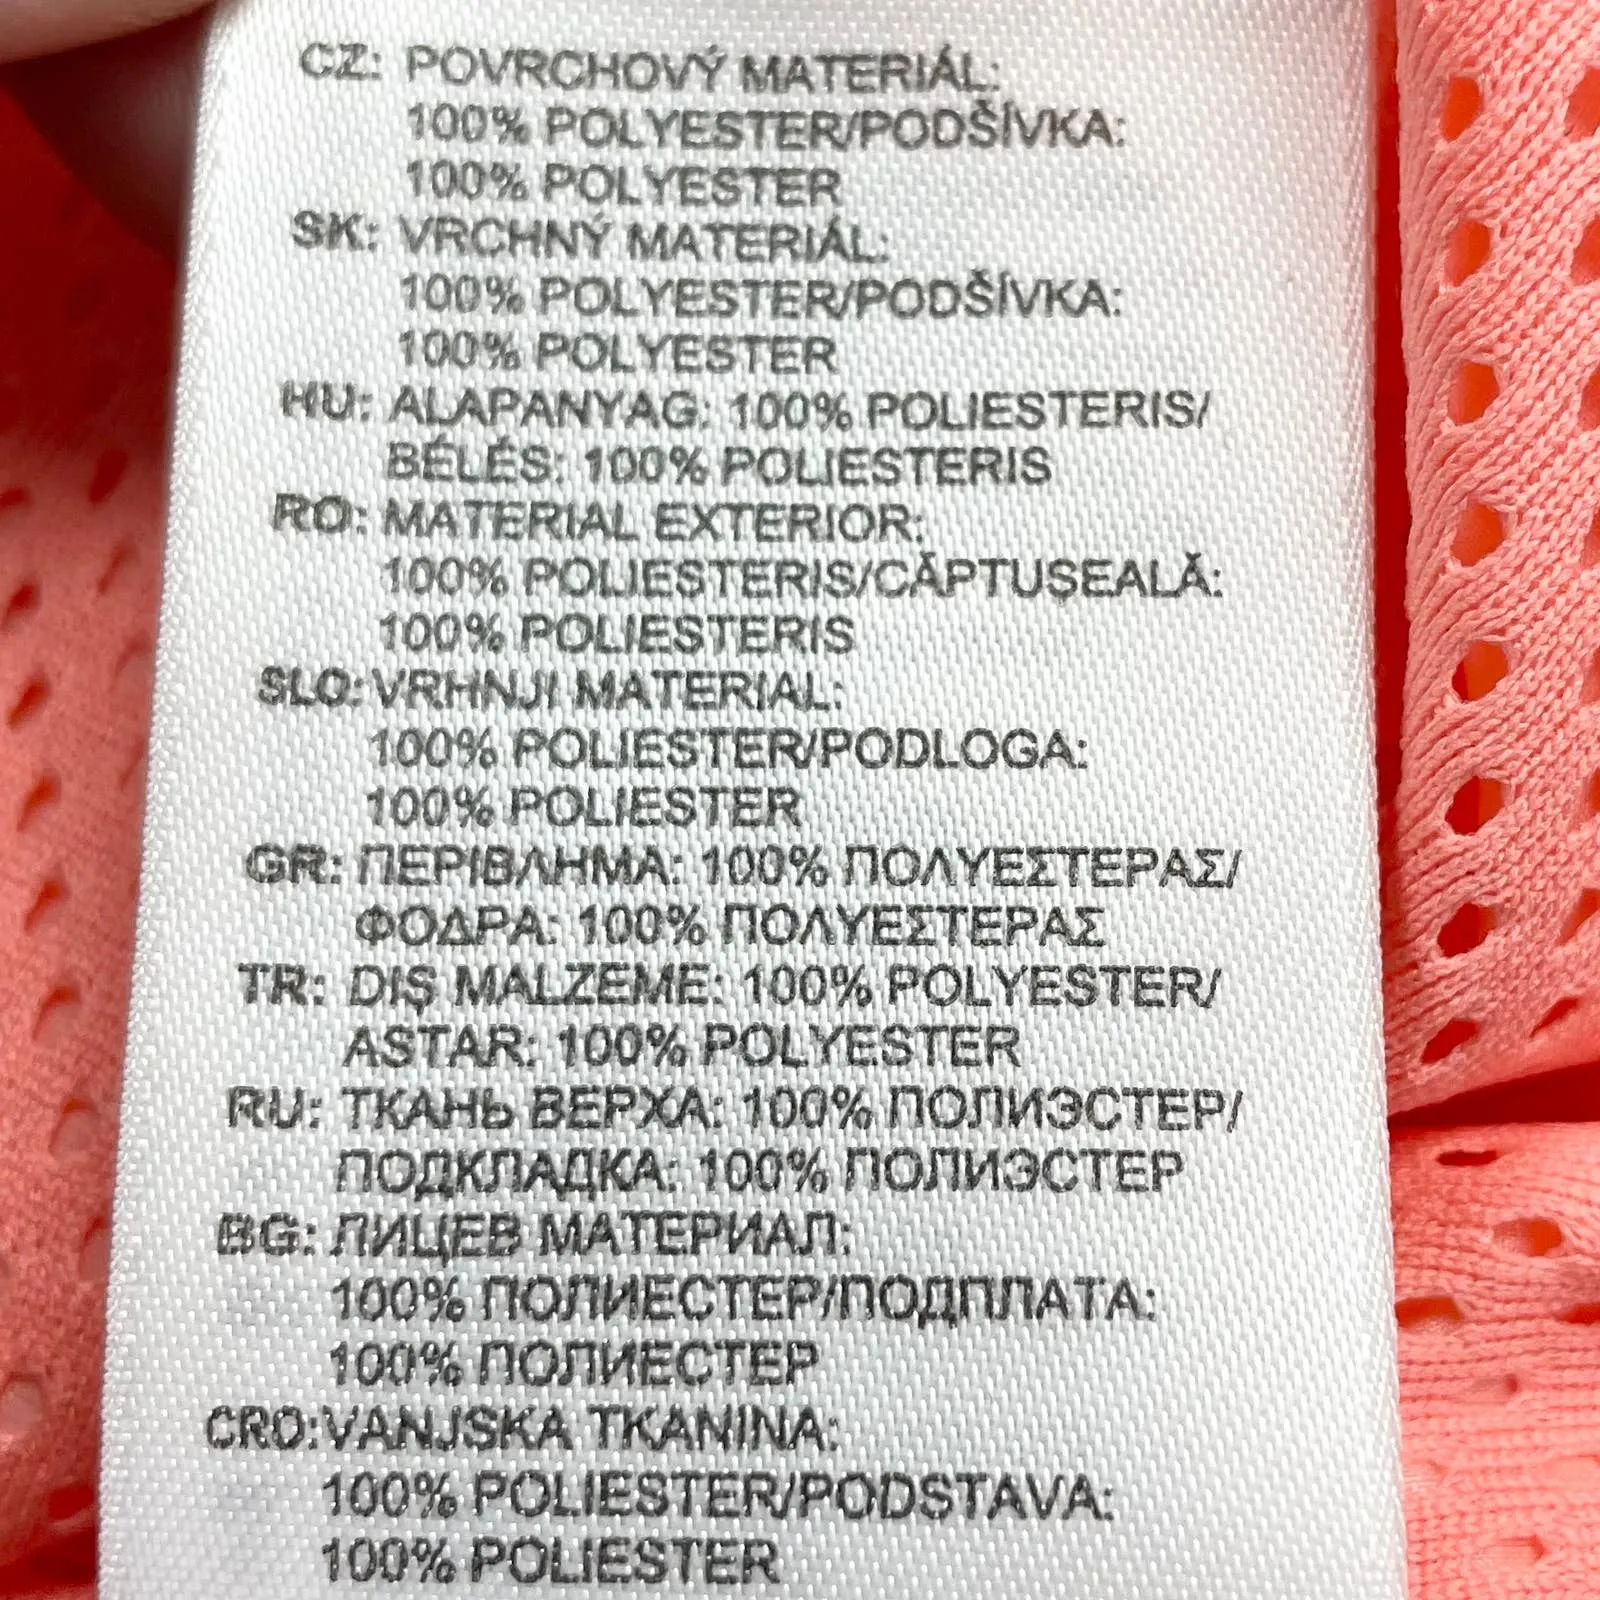 CZ: POVRCHOVÝ MATERIÁL:
100% POLYESTER/PODŠÍVKA:
100% POLYESTER
SK: VRCHNÝ MATERIÁL:
100% POLYESTER/PODŠÍVKA:
100% POLYESTER
HU: ALAPANYAG: 100% POLIESTERIS/
BÉLÉS: 100% POLIESTERIS
RO: MATERIAL EXTERIOR:
100% POLIESTERIS/CĂPTUȘEALĂ:
100% POLIESTERIS
SLO: VRHNJI MATERIAL:
100% POLIESTER/PODLOGA:
100% POLIESTER
GR: ΠΕΡΙΒΛΗΜΑ: 100% ΠΟΛΥΕΣΤΕΡΑΣ/
ΦΟΔΡΑ: 100% ΠΟΛΥΕΣΤΕΡΑΣ
TR: DIŞ MALZEME: 100% POLYESTER/
ASTAR: 100% POLYESTER
RU: ТКАНЬ ВЕРХА: 100% ПОЛИЭСТЕР/
ПОДКЛАДКА: 100% ПОЛИЭСТЕР
BG: ЛИЦЕВ МАТЕРИАЛ:
100% ПОЛИЕСТЕР/ПОДПЛАТА:
100% ПОЛИЕСТЕР
CRO: VANJSKA TKANINA:
100% POLIESTER/PODSTAVA:
100% POLIESTER